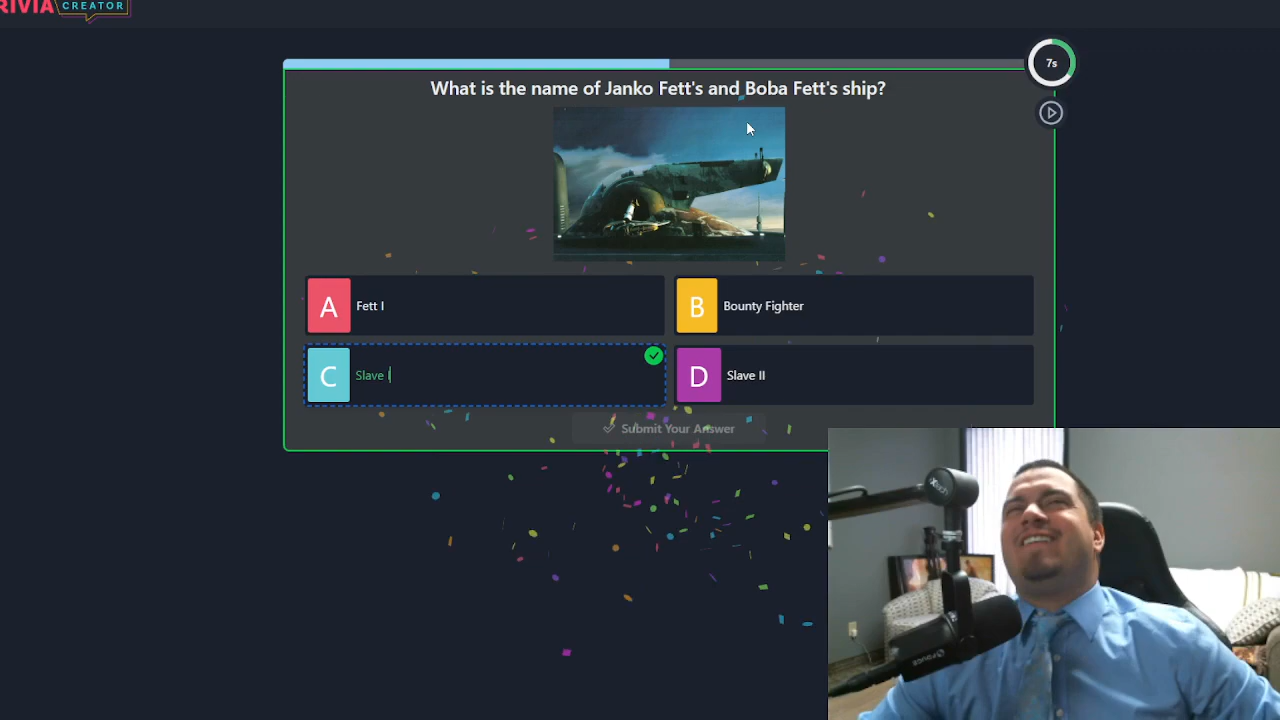 RIVIA CREATOR
7s
What is the name of Janko Fett's and Boba Fett's ship?
A Fett I
B Bounty Fighter
C Slave I
D Slave II
Submit Your Answer